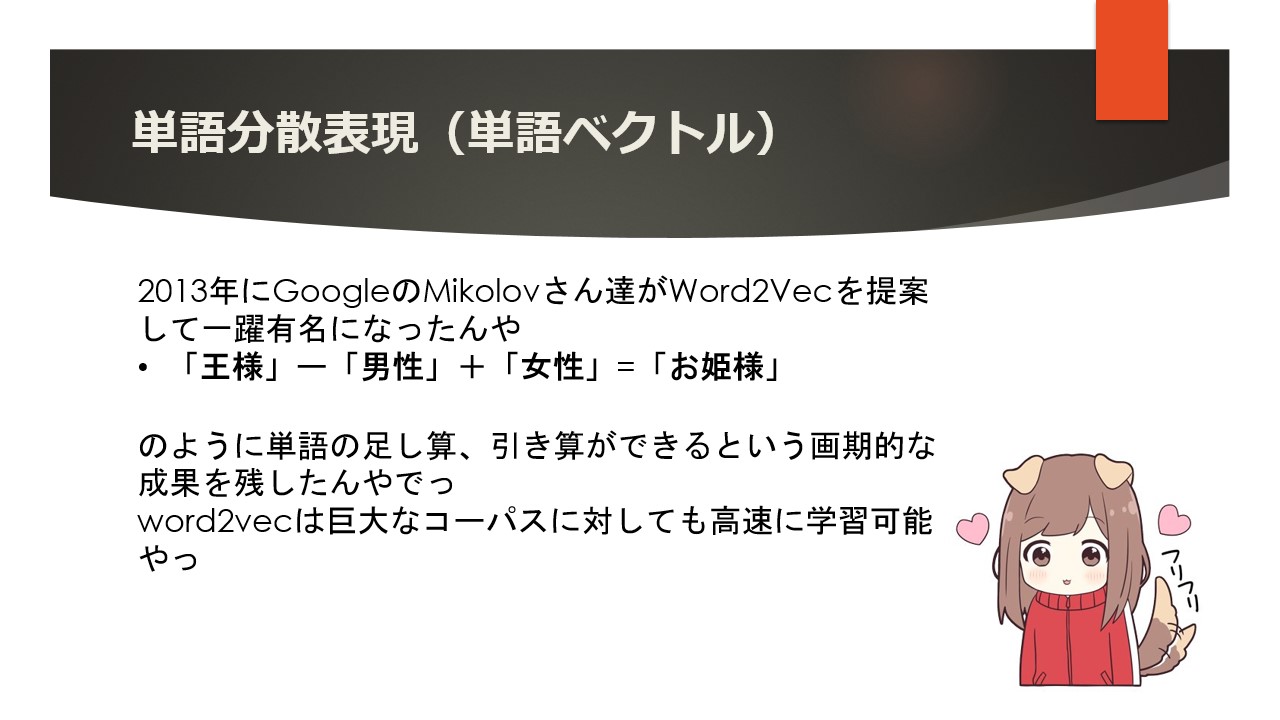 単語分散表現（単語ベクトル）
2013年にGoogleのMikolovさん達がWord2Vecを提案
して一躍有名になったんや
• 「王様」ー「男性」＋「女性」=「お姫様」
のように単語の足し算、引き算ができるという画期的な
成果を残したんやでっ
word2vecは巨大なコーパスに対しても高速に学習可能
やっ
フリフリ